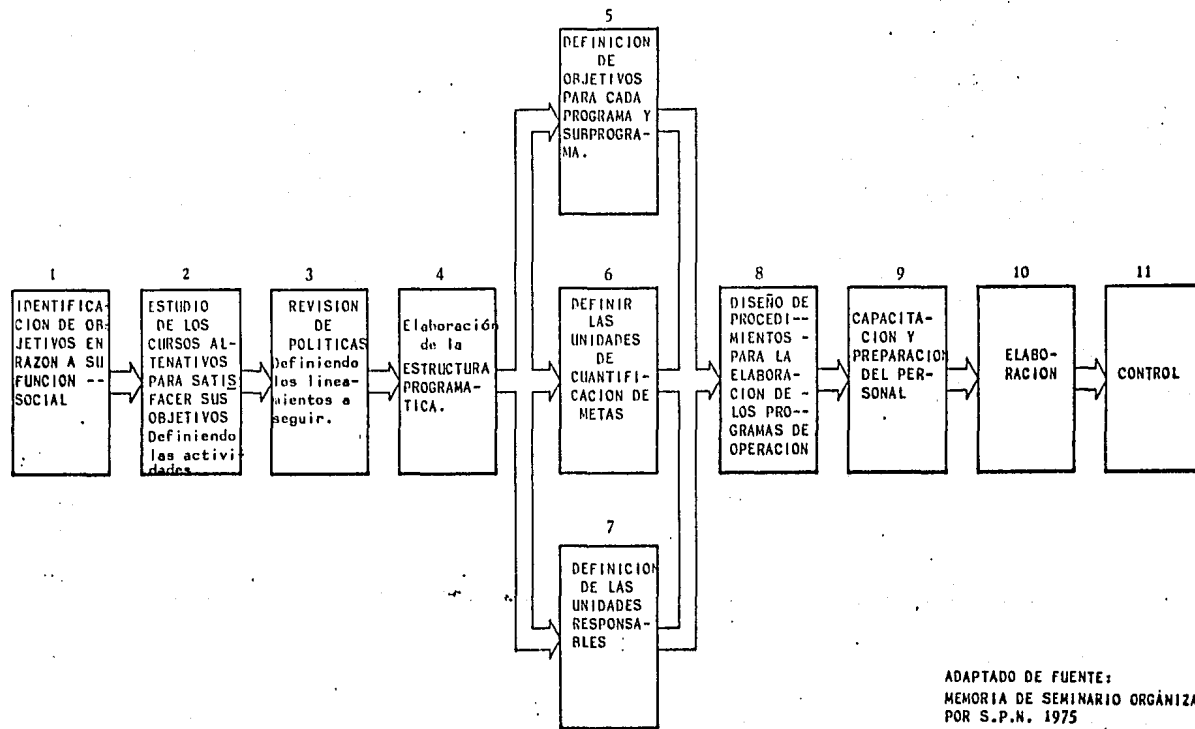 1
IDENTIFICA-
CION DE OB-
JETIVOS EN
RAZON A SU
FUNCION --
SOCIAL
2
ESTUDIO
DE LOS
CURSOS AL-
TENATIVOS
PARA SATIS
FACER SUS
OBJETIVOS
Definiendo
las activi-
dades
3
REVISION
DE
POLITICAS
Definiendo
los linea-
mientos a
seguir.
4
Elaboración
de la
ESTRUCTURA
PROGRAMA-
TICA.
5
DEFINICION
DE
OBJETIVOS
PARA CADA
PROGRAMA Y
SUBPROGRA-
MA.
6
DEFINIR
LAS
UNIDADES
DE
CUANTIFI-
CACION DE
METAS
7
DEFINICION
DE LAS
UNIDADES
RESPONSA-
BLES
8
DISEÑO DE
PROCEDI--
MIENTOS -
PARA LA
ELABORA-
CION DE -
LOS PRO--
GRAMAS DE
OPERACION
9
CAPACITA-
CION Y
PREPARACION
DEL PER-
SONAL
10
ELABO-
RACION
11
CONTROL
ADAPTADO DE FUENTE:
MEMORIA DE SEMINARIO ORGÁNIZA
POR S.P.N. 1975